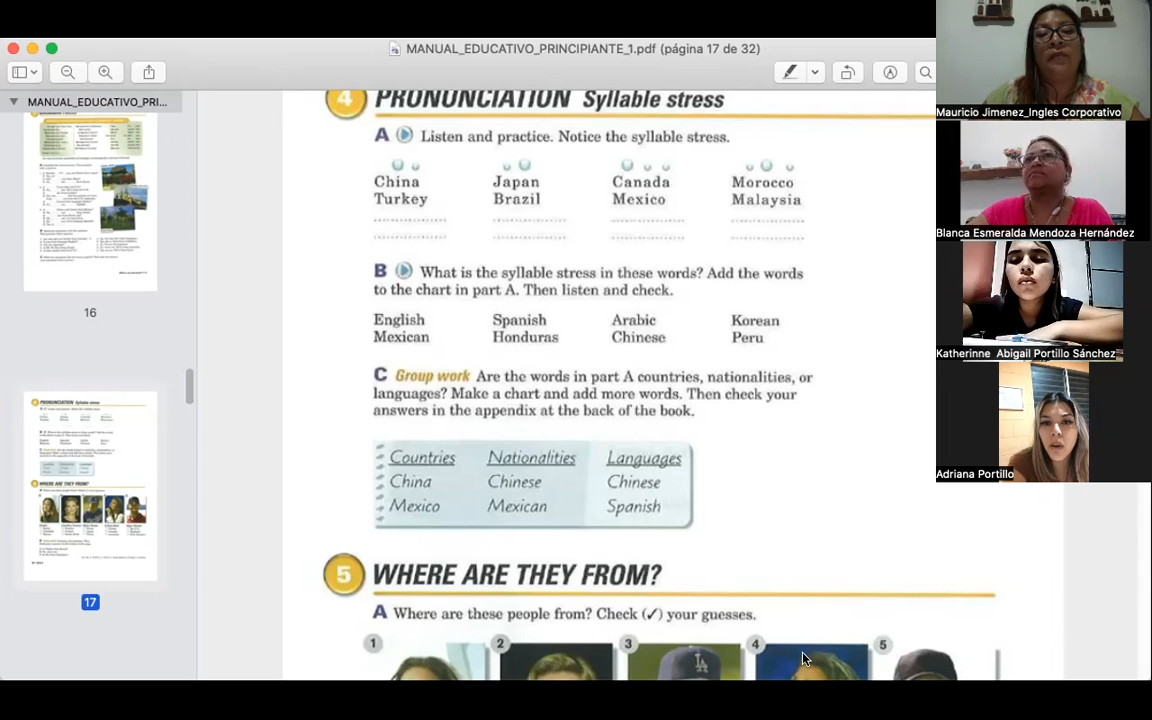 MANUAL_EDUCATIVO_PRINCIPIANTE_1.pdf (página 17 de 32)
MANUAL_EDUCATIVO_PRI...
16
17
4 PRONUNCIATION Syllable stress
A Listen and practice. Notice the syllable stress.
China Japan Canada Morocco
Turkey Brazil Mexico Malaysia
B What is the syllable stress in these words? Add the words
to the chart in part A. Then listen and check.
English Spanish Arabic Korean
Mexican Honduras Chinese Peru
C Group work Are the words in part A countries, nationalities, or
languages? Make a chart and add more words. Then check your
answers in the appendix at the back of the book.
Countries Nationalities Languages
China Chinese Chinese
Mexico Mexican Spanish
5 WHERE ARE THEY FROM?
A Where are these people from? Check (✓) your guesses.
1 2 3 4 5
LA
Mauricio Jimenez_Ingles Corporativo
Blanca Esmeralda Mendoza Hernández
Katherinne Abigail Portillo Sánchez
Adriana Portillo